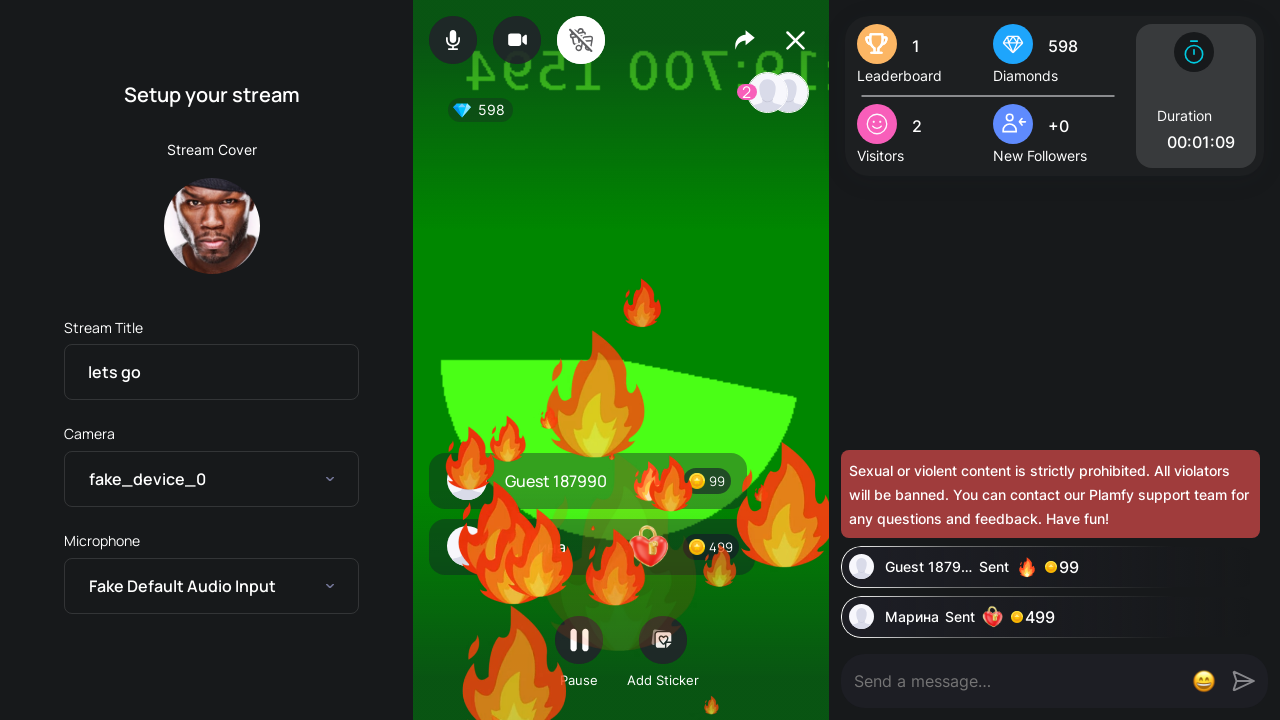 Setup your stream
Stream Cover
Stream Title
lets go
Camera
fake_device_0
Microphone
Fake Default Audio Input
598
2
Guest 187990
99
499
Pause
Add Sticker
1
Leaderboard
598
Diamonds
2
Visitors
+0
New Followers
Duration
00:01:09
Sexual or violent content is strictly prohibited. All violators
will be banned. You can contact our Plamfy support team for
any questions and feedback. Have fun!
Guest 1879... Sent 99
Марина Sent 499
Send a message...